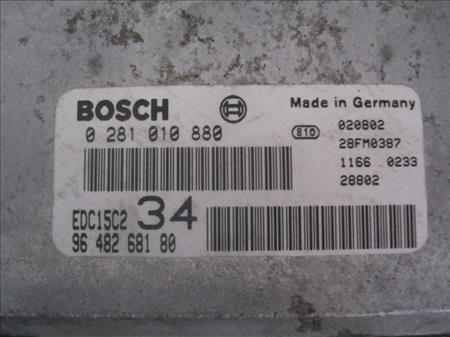 BOSCH
Made in Germany
0 281 010 880
810
020802
28FM0387
1166 0233
28802
EDC15C2 34
96 482 681 80